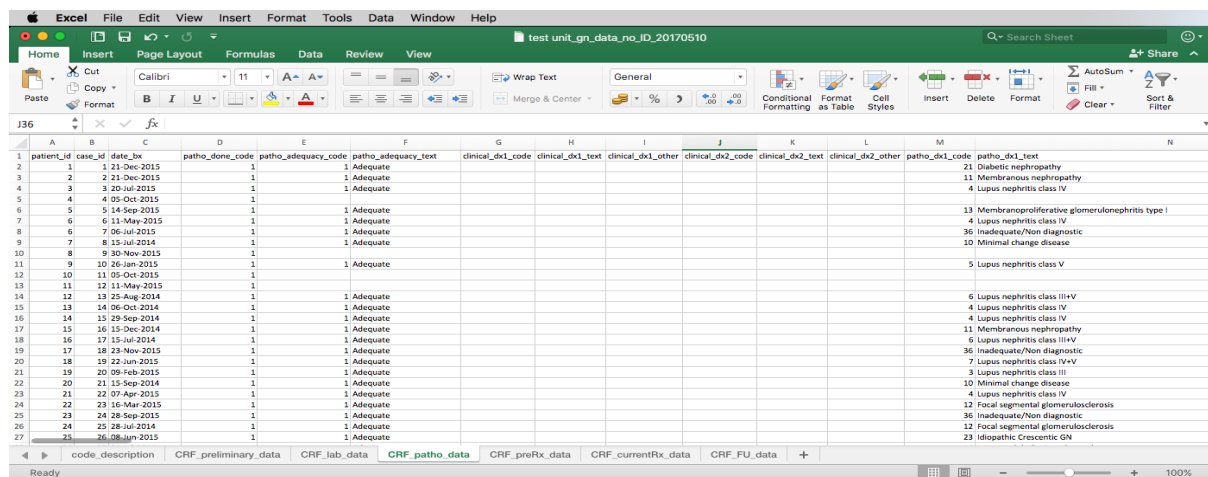 Excel File Edit View Insert Format Tools Data Window Help
test unit_gn_data_no_ID_20170510
Search Sheet
Home Insert Page Layout Formulas Data Review View
Share
Cut
Copy
Format
Paste
Calibri 11 A A
B I U A
Wrap Text
Merge & Center
General
%
Conditional Formatting
Format as Table
Cell Styles
Insert Delete Format
AutoSum
Fill
Clear
Sort & Filter
J36 fx
A B C D E F G H I J K L M N
1 patient_id case_id date_bx patho_done_code patho_adequacy_code patho_adequacy_text clinical_dx1_code clinical_dx1_text clinical_dx1_other clinical_dx2_code clinical_dx2_text clinical_dx2_other patho_dx1_code patho_dx1_text
2 1 1 21-Dec-2015 1 1 Adequate 21 Diabetic nephropathy
3 2 2 21-Dec-2015 1 1 Adequate 11 Membranous nephropathy
4 3 3 20-Jul-2015 1 1 Adequate 4 Lupus nephritis class IV
5 4 4 05-Oct-2015 1
6 5 5 14-Sep-2015 1 1 Adequate 13 Membranoproliferative glomerulonephritis type I
7 6 6 11-May-2015 1 1 Adequate 4 Lupus nephritis class IV
8 6 7 06-Jul-2015 1 1 Adequate 36 Inadequate/Non diagnostic
9 7 8 15-Jul-2014 1 1 Adequate 10 Minimal change disease
10 8 9 30-Nov-2015 1
11 9 10 26-Jan-2015 1 1 Adequate 5 Lupus nephritis class V
12 10 11 05-Oct-2015 1
13 11 12 11-May-2015 1
14 12 13 25-Aug-2014 1 1 Adequate 6 Lupus nephritis class III+V
15 13 14 06-Oct-2014 1 1 Adequate 4 Lupus nephritis class IV
16 14 15 29-Sep-2014 1 1 Adequate 4 Lupus nephritis class IV
17 15 16 15-Dec-2014 1 1 Adequate 11 Membranous nephropathy
18 16 17 15-Jul-2014 1 1 Adequate 6 Lupus nephritis class III+V
19 17 18 23-Nov-2015 1 1 Adequate 36 Inadequate/Non diagnostic
20 18 19 22-Jun-2015 1 1 Adequate 7 Lupus nephritis class IV+V
21 19 20 09-Feb-2015 1 1 Adequate 3 Lupus nephritis class III
22 20 21 15-Sep-2014 1 1 Adequate 10 Minimal change disease
23 21 22 07-Apr-2015 1 1 Adequate 4 Lupus nephritis class IV
24 22 23 16-Mar-2015 1 1 Adequate 12 Focal segmental glomerulosclerosis
25 23 24 28-Sep-2015 1 1 Adequate 36 Inadequate/Non diagnostic
26 24 25 28-Jul-2014 1 1 Adequate 12 Focal segmental glomerulosclerosis
27 25 26 08-Jun-2015 1 1 Adequate 23 Idiopathic Crescentic GN
code_description CRF_preliminary_data CRF_lab_data CRF_patho_data CRF_preRx_data CRF_currentRx_data CRF_FU_data +
Ready 100%